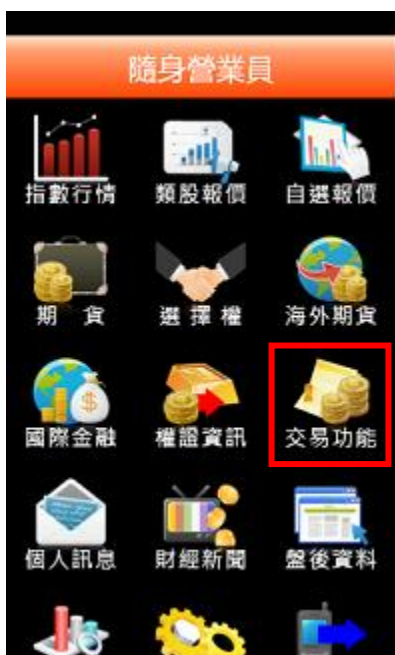 隨身營業員
指數行情 類股報價 自選報價
期 貨 選擇權 海外期貨
國際金融 權證資訊 交易功能
個人訊息 財經新聞 盤後資料